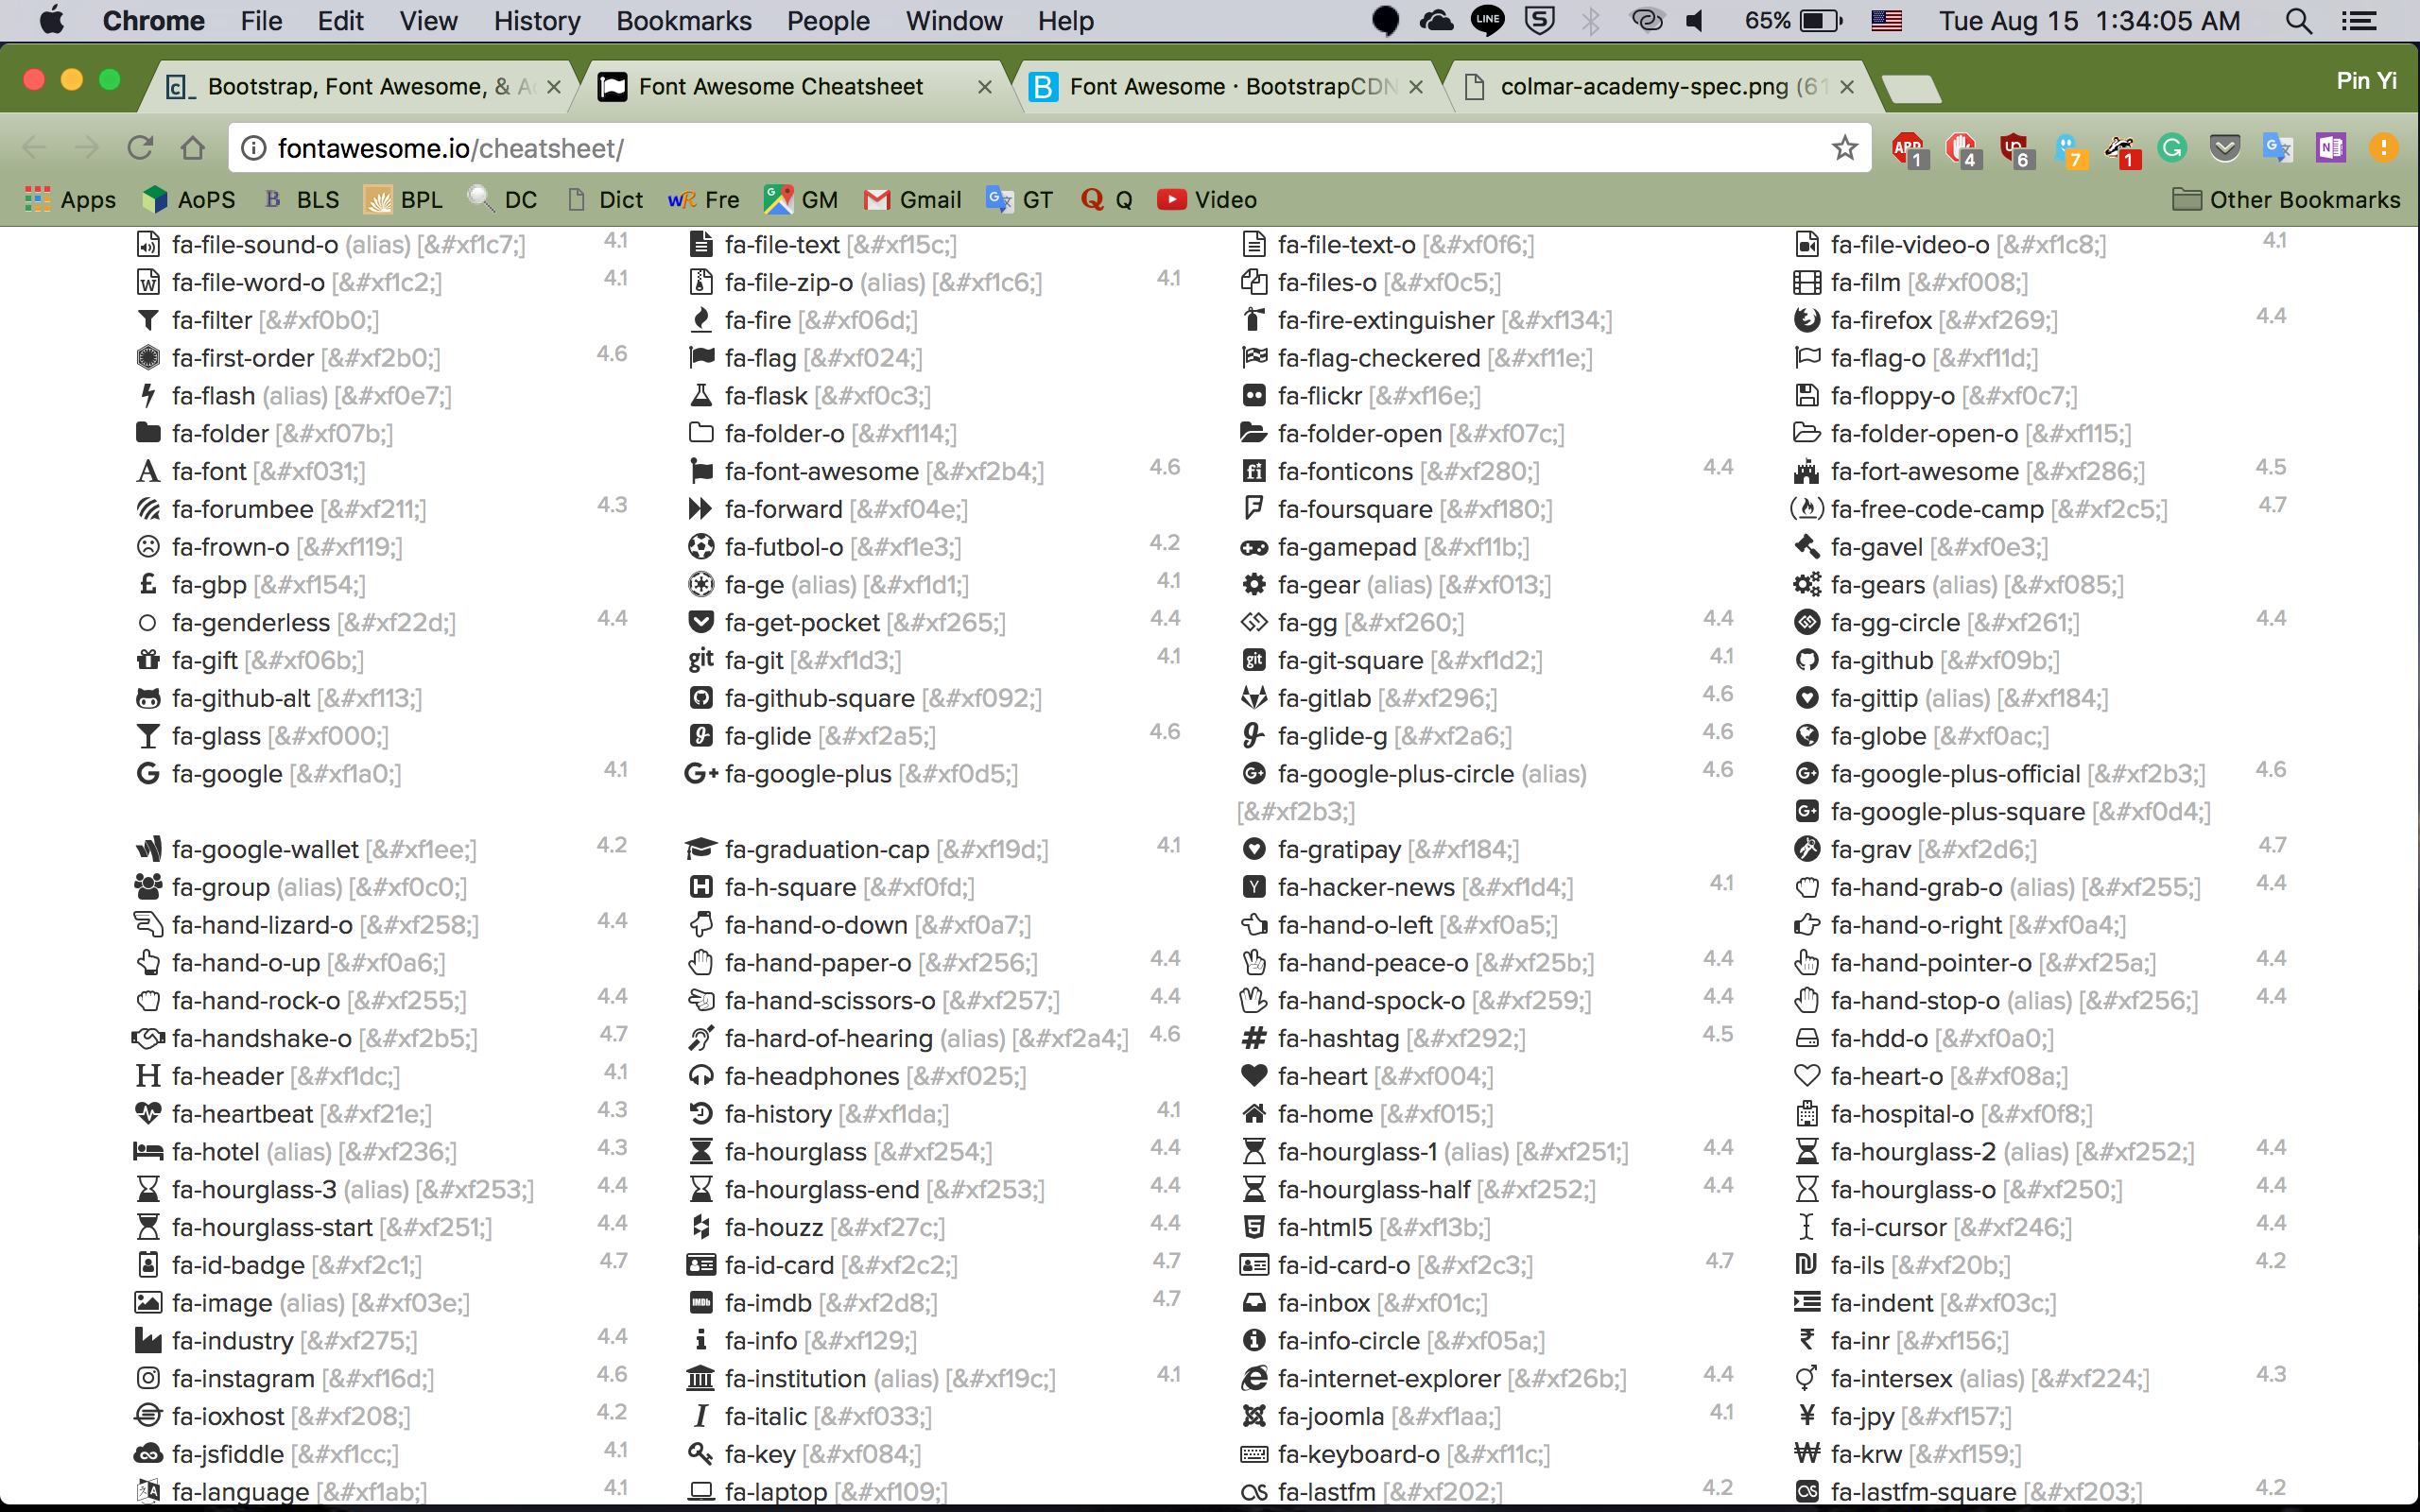 Chrome File Edit View History Bookmarks People Window Help LINE S 65% Tue Aug 15 1:34:05 AM
c_ Bootstrap, Font Awesome, & A Font Awesome Cheatsheet B Font Awesome · BootstrapCDN colmar-academy-spec.png (61 Pin Yi
fontawesome.io/cheatsheet/ ABP 1 4 6 7 1
Apps AoPS B BLS BPL DC Dict wR Fre GM Gmail GT Q Q Video Other Bookmarks
fa-file-sound-o (alias) [&#xf1c7;] 4.1 fa-file-text [&#xf15c;] fa-file-text-o [&#xf0f6;] fa-file-video-o [&#xf1c8;] 4.1
fa-file-word-o [&#xf1c2;] 4.1 fa-file-zip-o (alias) [&#xf1c6;] 4.1 fa-files-o [&#xf0c5;] fa-film [&#xf008;]
fa-filter [&#xf0b0;] fa-fire [&#xf06d;] fa-fire-extinguisher [&#xf134;] fa-firefox [&#xf269;] 4.4
fa-first-order [&#xf2b0;] 4.6 fa-flag [&#xf024;] fa-flag-checkered [&#xf11e;] fa-flag-o [&#xf11d;]
fa-flash (alias) [&#xf0e7;] fa-flask [&#xf0c3;] fa-flickr [&#xf16e;] fa-floppy-o [&#xf0c7;]
fa-folder [&#xf07b;] fa-folder-o [&#xf114;] fa-folder-open [&#xf07c;] fa-folder-open-o [&#xf115;]
fa-font [&#xf031;] fa-font-awesome [&#xf2b4;] 4.6 fa-fonticons [&#xf280;] 4.4 fa-fort-awesome [&#xf286;] 4.5
fa-forumbee [&#xf211;] 4.3 fa-forward [&#xf04e;] fa-foursquare [&#xf180;] fa-free-code-camp [&#xf2c5;] 4.7
fa-frown-o [&#xf119;] fa-futbol-o [&#xf1e3;] 4.2 fa-gamepad [&#xf11b;] fa-gavel [&#xf0e3;]
fa-gbp [&#xf154;] fa-ge (alias) [&#xf1d1;] 4.1 fa-gear (alias) [&#xf013;] fa-gears (alias) [&#xf085;]
fa-genderless [&#xf22d;] 4.4 fa-get-pocket [&#xf265;] 4.4 fa-gg [&#xf260;] 4.4 fa-gg-circle [&#xf261;] 4.4
fa-gift [&#xf06b;] git fa-git [&#xf1d3;] 4.1 git fa-git-square [&#xf1d2;] 4.1 fa-github [&#xf09b;]
fa-github-alt [&#xf113;] fa-github-square [&#xf092;] fa-gitlab [&#xf296;] 4.6 fa-gittip (alias) [&#xf184;]
fa-glass [&#xf000;] fa-glide [&#xf2a5;] 4.6 fa-glide-g [&#xf2a6;] 4.6 fa-globe [&#xf0ac;]
fa-google [&#xf1a0;] 4.1 G+ fa-google-plus [&#xf0d5;] fa-google-plus-circle (alias) 4.6 fa-google-plus-official [&#xf2b3;] 4.6
[&#xf2b3;] fa-google-plus-square [&#xf0d4;]
fa-google-wallet [&#xf1ee;] 4.2 fa-graduation-cap [&#xf19d;] 4.1 fa-gratipay [&#xf184;] fa-grav [&#xf2d6;] 4.7
fa-group (alias) [&#xf0c0;] fa-h-square [&#xf0fd;] fa-hacker-news [&#xf1d4;] 4.1 fa-hand-grab-o (alias) [&#xf255;] 4.4
fa-hand-lizard-o [&#xf258;] 4.4 fa-hand-o-down [&#xf0a7;] fa-hand-o-left [&#xf0a5;] fa-hand-o-right [&#xf0a4;]
fa-hand-o-up [&#xf0a6;] fa-hand-paper-o [&#xf256;] 4.4 fa-hand-peace-o [&#xf25b;] 4.4 fa-hand-pointer-o [&#xf25a;] 4.4
fa-hand-rock-o [&#xf255;] 4.4 fa-hand-scissors-o [&#xf257;] 4.4 fa-hand-spock-o [&#xf259;] 4.4 fa-hand-stop-o (alias) [&#xf256;] 4.4
fa-handshake-o [&#xf2b5;] 4.7 fa-hard-of-hearing (alias) [&#xf2a4;] 4.6 fa-hashtag [&#xf292;] 4.5 fa-hdd-o [&#xf0a0;]
fa-header [&#xf1dc;] 4.1 fa-headphones [&#xf025;] fa-heart [&#xf004;] fa-heart-o [&#xf08a;]
fa-heartbeat [&#xf21e;] 4.3 fa-history [&#xf1da;] 4.1 fa-home [&#xf015;] fa-hospital-o [&#xf0f8;]
fa-hotel (alias) [&#xf236;] 4.3 fa-hourglass [&#xf254;] 4.4 fa-hourglass-1 (alias) [&#xf251;] 4.4 fa-hourglass-2 (alias) [&#xf252;] 4.4
fa-hourglass-3 (alias) [&#xf253;] 4.4 fa-hourglass-end [&#xf253;] 4.4 fa-hourglass-half [&#xf252;] 4.4 fa-hourglass-o [&#xf250;] 4.4
fa-hourglass-start [&#xf251;] 4.4 fa-houzz [&#xf27c;] 4.4 fa-html5 [&#xf13b;] fa-i-cursor [&#xf246;] 4.4
fa-id-badge [&#xf2c1;] 4.7 fa-id-card [&#xf2c2;] 4.7 fa-id-card-o [&#xf2c3;] 4.7 fa-ils [&#xf20b;] 4.2
fa-image (alias) [&#xf03e;] IMDb fa-imdb [&#xf2d8;] 4.7 fa-inbox [&#xf01c;] fa-indent [&#xf03c;]
fa-industry [&#xf275;] 4.4 fa-info [&#xf129;] fa-info-circle [&#xf05a;] fa-inr [&#xf156;]
fa-instagram [&#xf16d;] 4.6 fa-institution (alias) [&#xf19c;] 4.1 fa-internet-explorer [&#xf26b;] 4.4 fa-intersex (alias) [&#xf224;] 4.3
fa-ioxhost [&#xf208;] 4.2 fa-italic [&#xf033;] fa-joomla [&#xf1aa;] 4.1 fa-jpy [&#xf157;]
fa-jsfiddle [&#xf1cc;] 4.1 fa-key [&#xf084;] fa-keyboard-o [&#xf11c;] fa-krw [&#xf159;]
fa-language [&#xf1ab;] 4.1 fa-laptop [&#xf109;] fa-lastfm [&#xf202;] 4.2 fa-lastfm-square [&#xf203;] 4.2